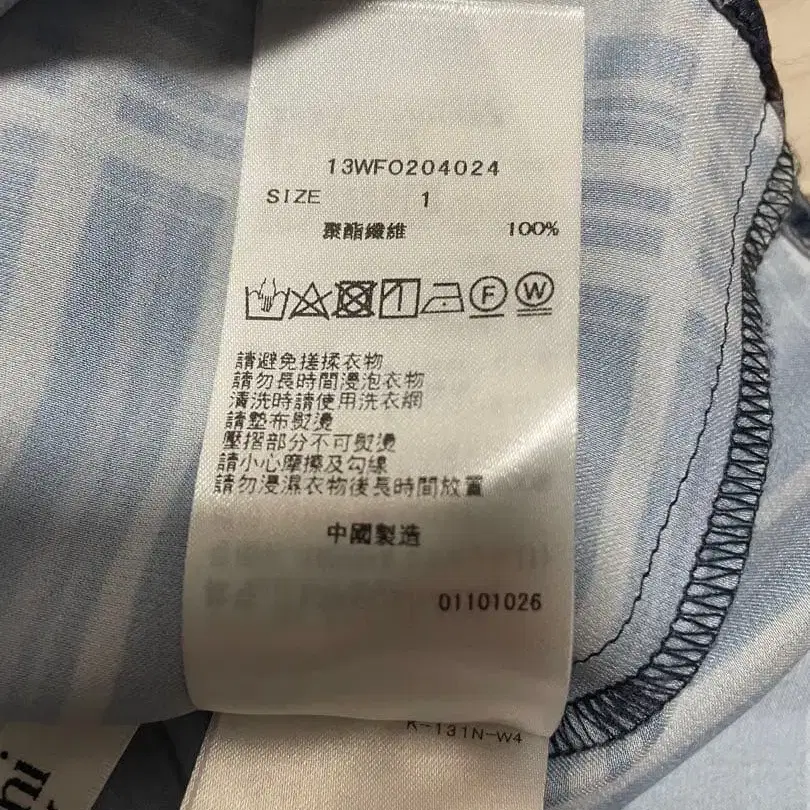 13WFO204024
SIZE 1
聚酯纖維 100%
F W
請避免搓揉衣物
請勿長時間浸泡衣物
清洗時請使用洗衣網
請墊布熨燙
壓摺部分不可熨燙
請小心摩擦及勾線
請勿浸濕衣物後長時間放置
中國製造
01101026
K-131N-W4